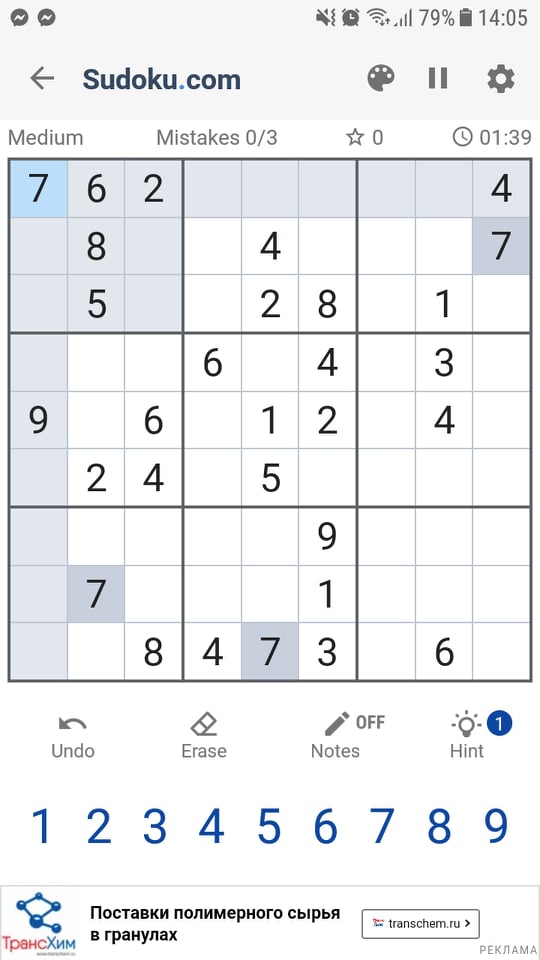 79% 14:05
Sudoku.com
Medium Mistakes 0/3 0 01:39
7 6 2 4
8 4 7
5 2 8 1
6 4 3
9 6 1 2 4
2 4 5
9
7 1
8 4 7 3 6
OFF 1
Undo Erase Notes Hint
1 2 3 4 5 6 7 8 9
Поставки полимерного сырья
в гранулах
ТрансХим
www.transchem.ru
transchem.ru
РЕКЛАМА